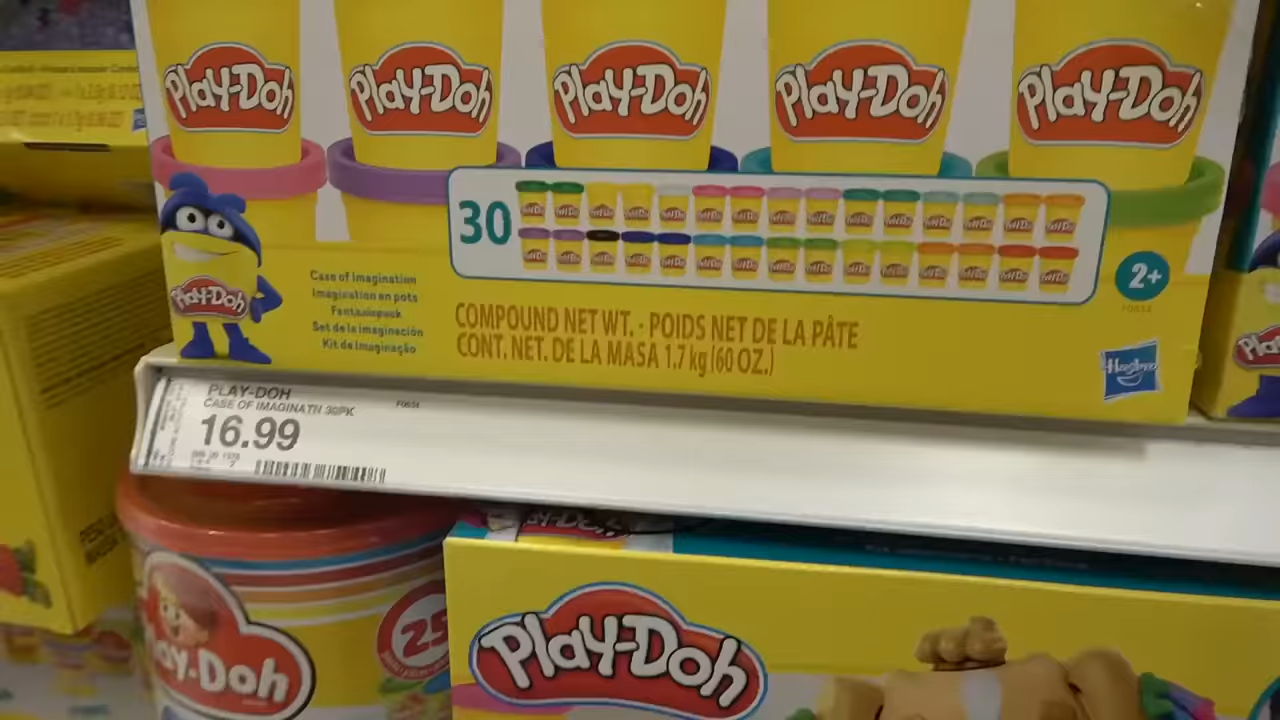 PLAY-DOH
PLAY-DOH
PLAY-DOH
PLAY-DOH
PLAY-DOH
30
2+
PLAY-DOH
Case of Imagination
Imagination en pots
Fantasiepack
Set de la imaginación
Kit de Imaginação
COMPOUND NET WT. · POIDS NET DE LA PÂTE
CONT. NET. DE LA MASA 1.7 kg (60 OZ.)
Hasbro
PLAY-DOH
CASE OF IMAGINATN 30PK
16.99
PLAY-DOH
25
PLAY-DOH